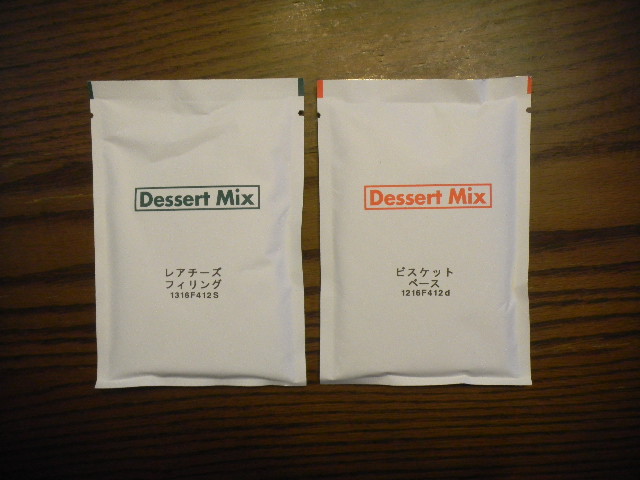 Dessert Mix
レアチーズ
フィリング
1316F412S
Dessert Mix
ビスケット
ベース
1216F412d